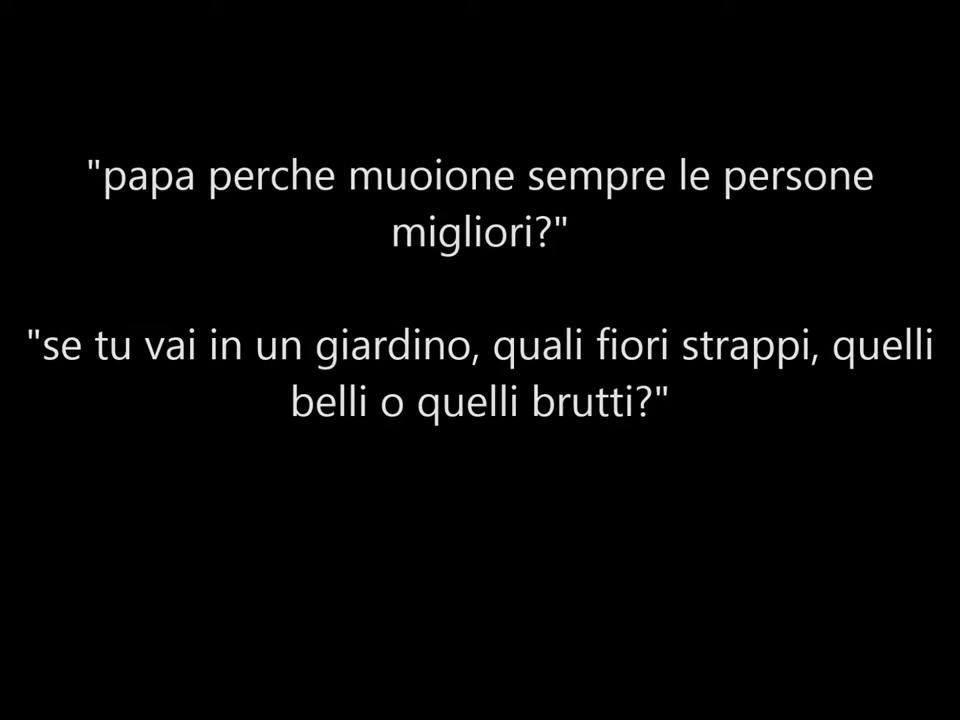 "papa perche muoione sempre le persone
migliori?"
"se tu vai in un giardino, quali fiori strappi, quelli
belli o quelli brutti?"